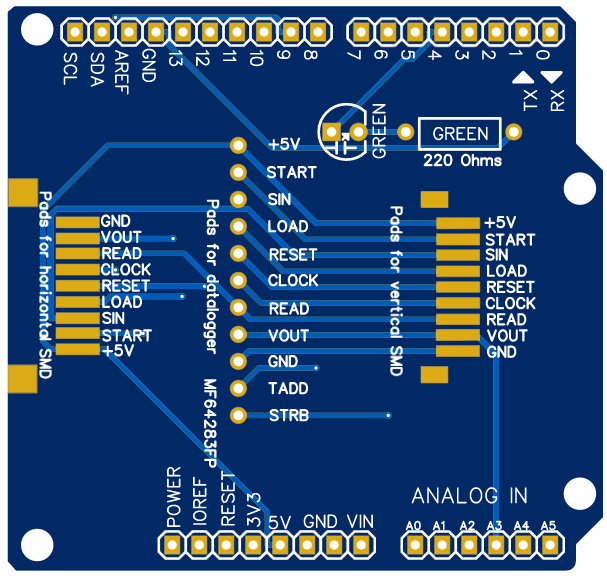 SCL
SDA
AREF
GND
13
12
11
10
9
8
7
6
5
4
3
2
1
0
TX
RX
GREEN
GREEN
220 Ohms
+5V
START
SIN
LOAD
RESET
CLOCK
READ
VOUT
GND
TADD
STRB
Pads for horizontal SMD
GND
VOUT
READ
CLOCK
RESET
LOAD
SIN
START
+5V
Pads for datalogger
MF64283FP
Pads for vertical SMD
+5V
START
SIN
LOAD
RESET
CLOCK
READ
VOUT
GND
POWER
IOREF
RESET
3V3
5V
GND
VIN
ANALOG IN
A0
A1
A2
A3
A4
A5